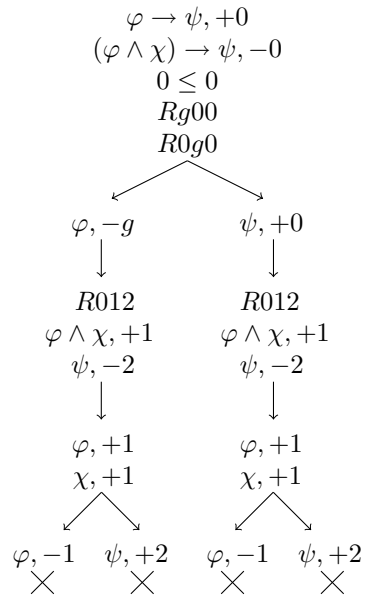 φ → ψ, +0
(φ ∧ χ) → ψ, −0
0 ≤ 0
Rg00
R0g0
φ, −g ψ, +0
R012 R012
φ ∧ χ, +1 φ ∧ χ, +1
ψ, −2 ψ, −2
φ, +1 φ, +1
χ, +1 χ, +1
φ, −1 ψ, +2 φ, −1 ψ, +2
× × × ×